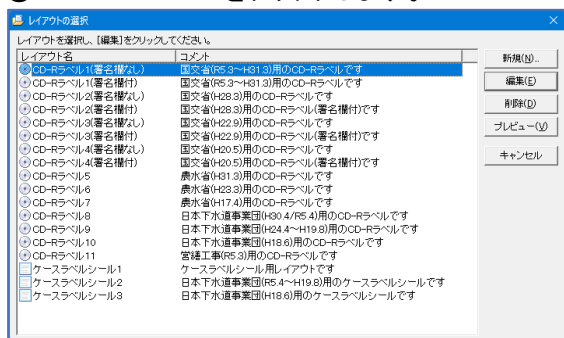 レイアウトの選択
レイアウトを選択し、[編集]をクリックしてください。
レイアウト名 コメント
CD-Rラベル1(署名欄なし) 国交省(R5.3～H31.3)用のCD-Rラベルです
CD-Rラベル1(署名欄付) 国交省(R5.3～H31.3)用のCD-Rラベルです
CD-Rラベル2(署名欄なし) 国交省(H28.3)用のCD-Rラベルです
CD-Rラベル2(署名欄付) 国交省(H28.3)用のCD-Rラベル(署名欄付)です
CD-Rラベル3(署名欄なし) 国交省(H22.9)用のCD-Rラベルです
CD-Rラベル3(署名欄付) 国交省(H22.9)用のCD-Rラベル(署名欄付)です
CD-Rラベル4(署名欄なし) 国交省(H20.5)用のCD-Rラベルです
CD-Rラベル4(署名欄付) 国交省(H20.5)用のCD-Rラベル(署名欄付)です
CD-Rラベル5 農水省(H31.3)用のCD-Rラベルです
CD-Rラベル6 農水省(H23.3)用のCD-Rラベルです
CD-Rラベル7 農水省(H17.4)用のCD-Rラベルです
CD-Rラベル8 日本下水道事業団(H30.4/R5.4)用のCD-Rラベルです
CD-Rラベル9 日本下水道事業団(H24.4～H19.8)用のCD-Rラベルです
CD-Rラベル10 日本下水道事業団(H18.6)用のCD-Rラベルです
CD-Rラベル11 営繕工事(R5.3)用のCD-Rラベルです
ケースラベルシール1 ケースラベルシール用レイアウトです
ケースラベルシール2 日本下水道事業団(R5.4～H19.8)用のケースラベルシールです
ケースラベルシール3 日本下水道事業団(H18.6)用のケースラベルシールです
新規(N)...
編集(E)
削除(D)
プレビュー(V)
キャンセル